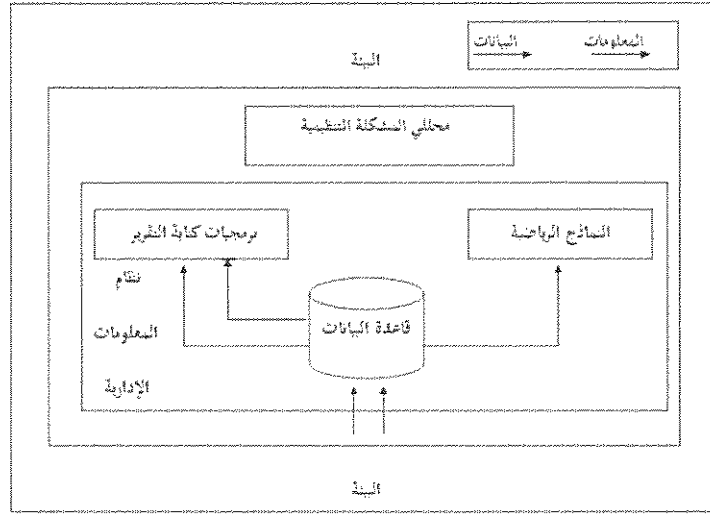 البيانات المعلومات
البيئة
محللي المشكلة التنظيمية
برمجيات كتابة التقرير النماذج الرياضية
نظام
قاعدة البيانات
المعلومات
الإدارية
البيئة